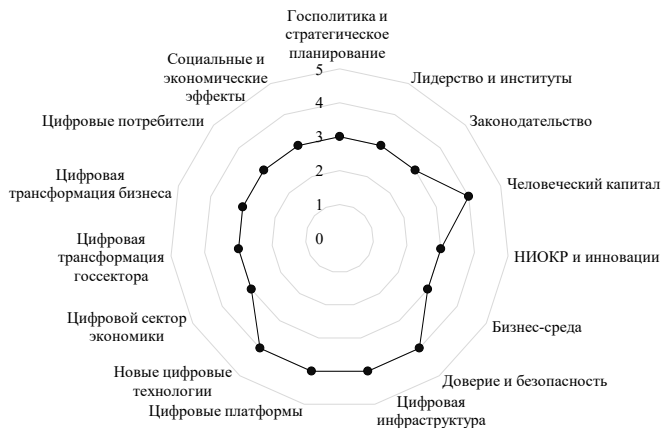 Госполитика и
стратегическое
планирование
Лидерство и институты
Законодательство
Человеческий капитал
НИОКР и инновации
Бизнес-среда
Доверие и безопасность
Цифровая
инфраструктура
Цифровые платформы
Новые цифровые
технологии
Цифровой сектор
экономики
Цифровая
трансформация
госсектора
Цифровая
трансформация бизнеса
Цифровые потребители
Социальные и
экономические
эффекты
5
4
3
2
1
0